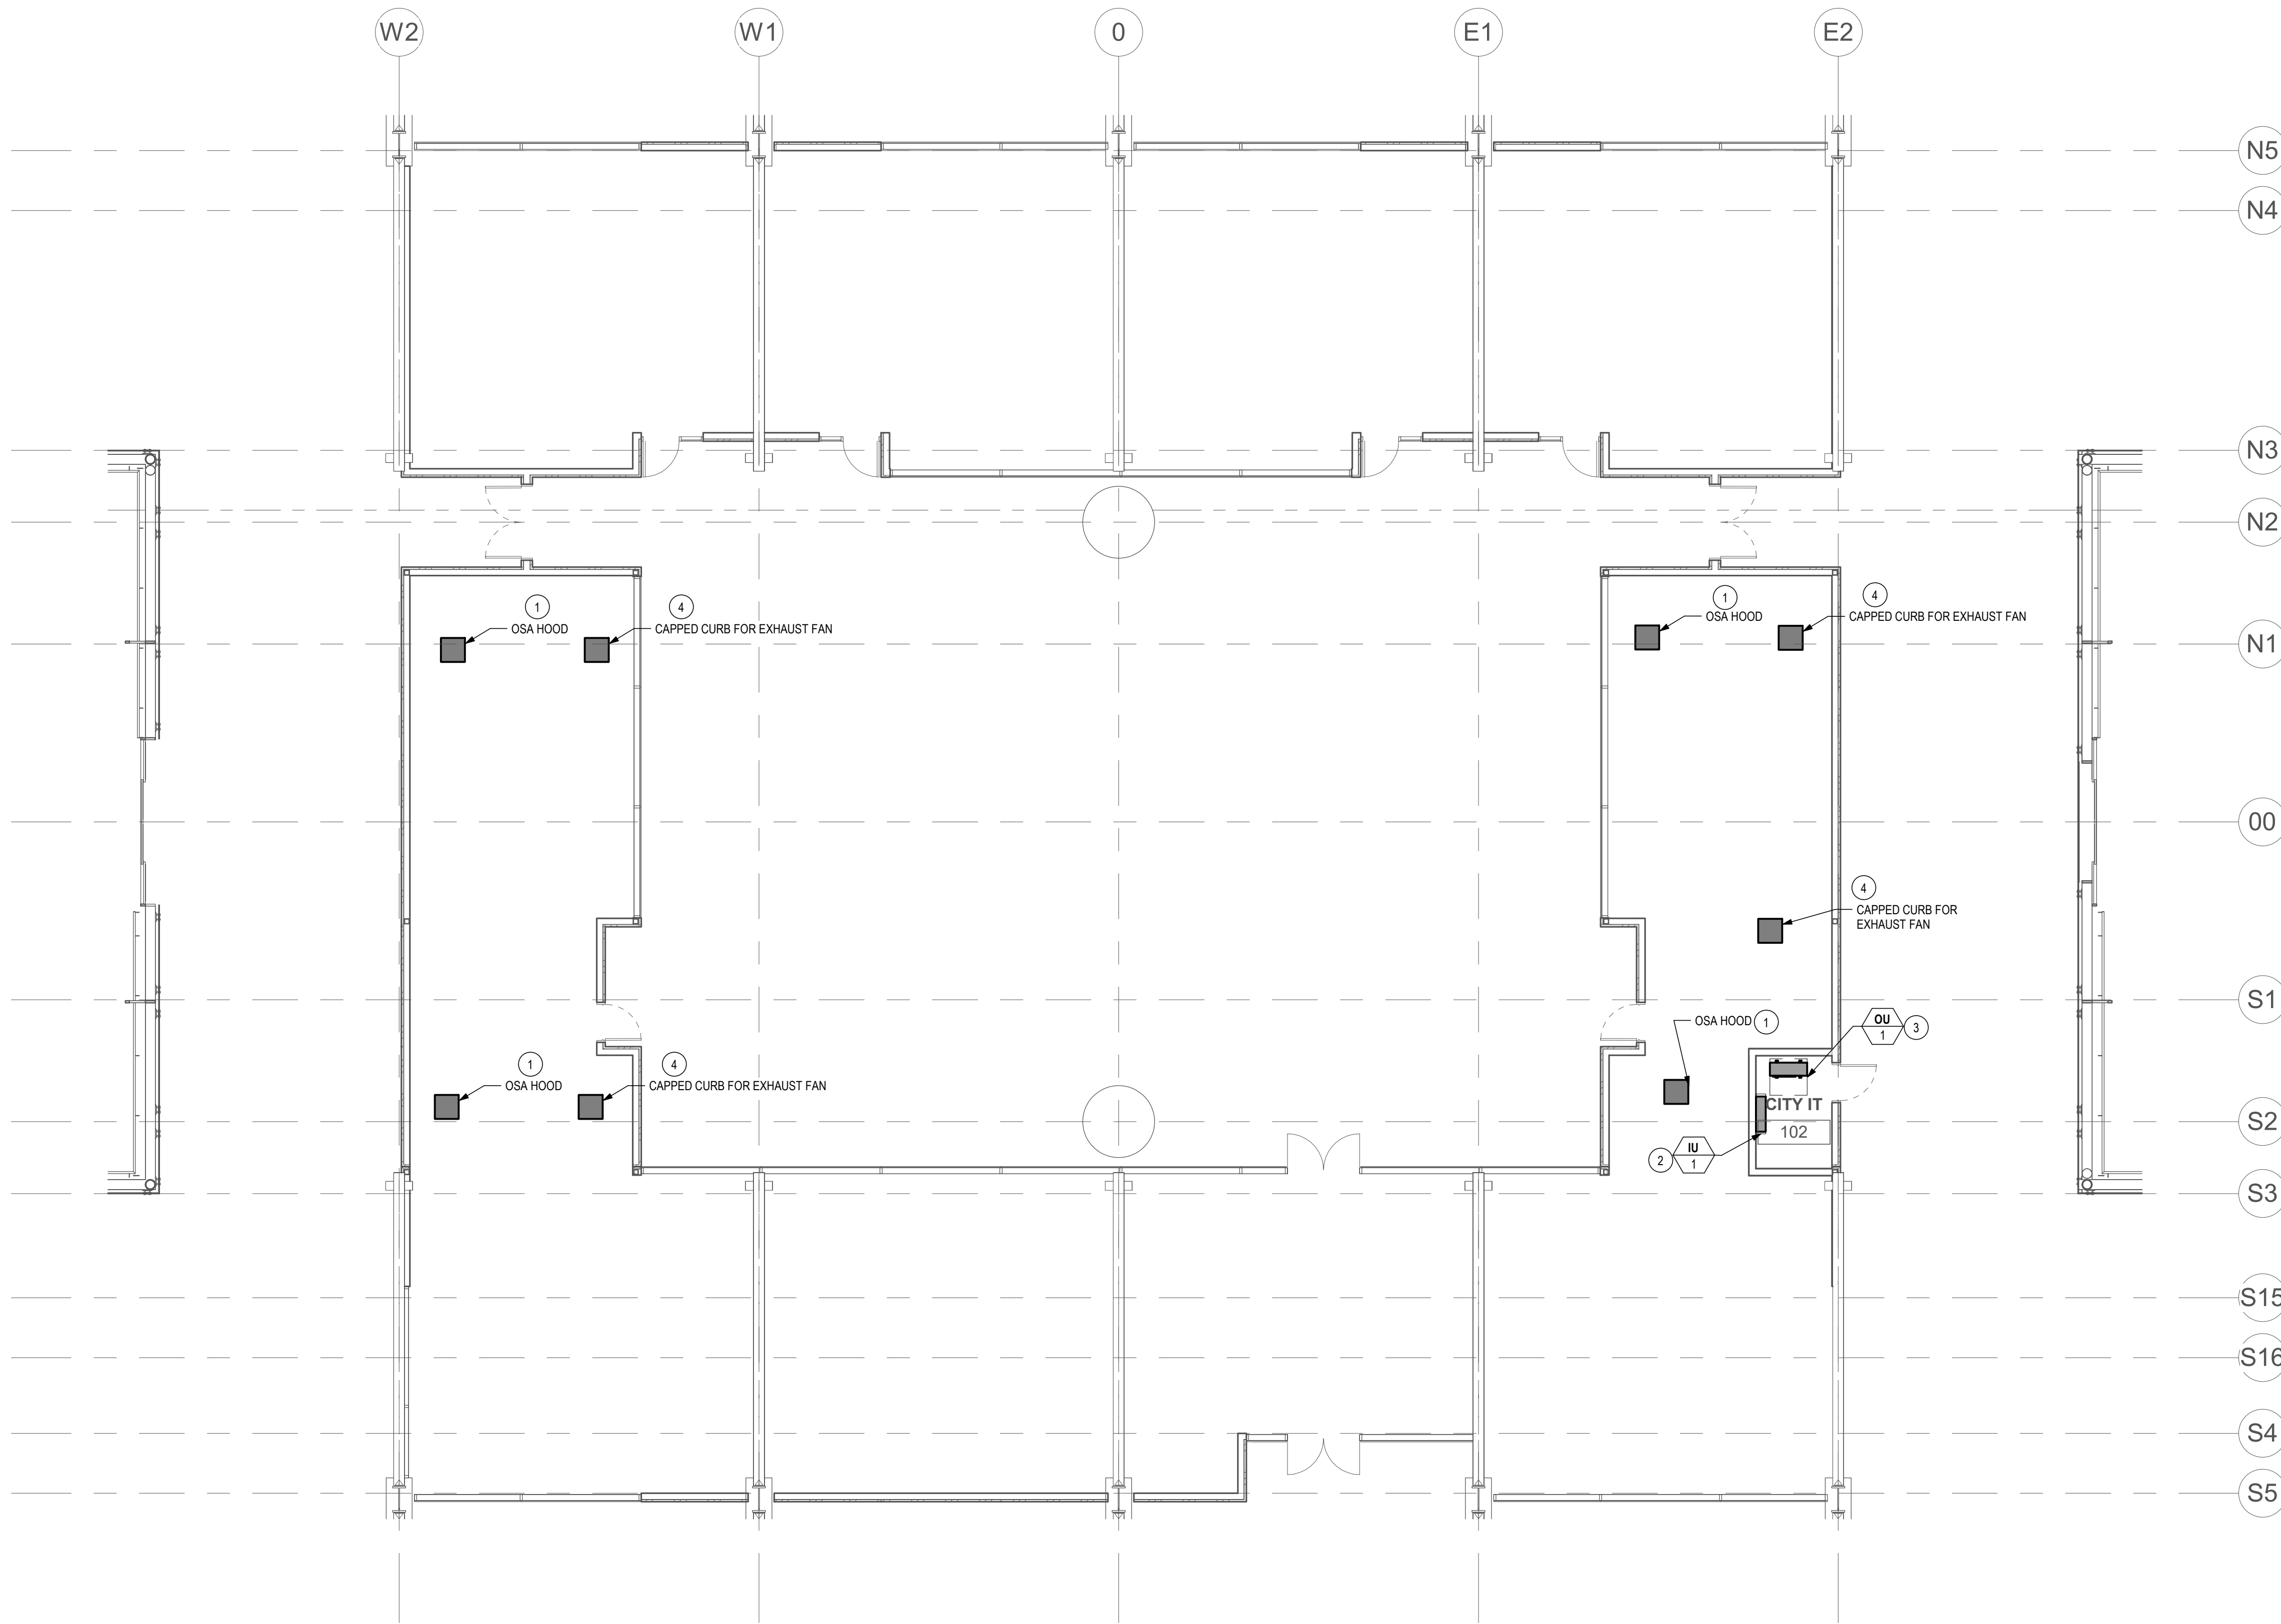 W2
W1
0
E1
E2
N5
N4
N3
N2
1
OSA HOOD
4
CAPPED CURB FOR EXHAUST FAN
1
OSA HOOD
4
CAPPED CURB FOR EXHAUST FAN
N1
00
4
CAPPED CURB FOR
EXHAUST FAN
S1
OSA HOOD 1
OU
1
3
1
OSA HOOD
4
CAPPED CURB FOR EXHAUST FAN
CITY IT
102
S2
2
IU
1
S3
S15
S16
S4
S5